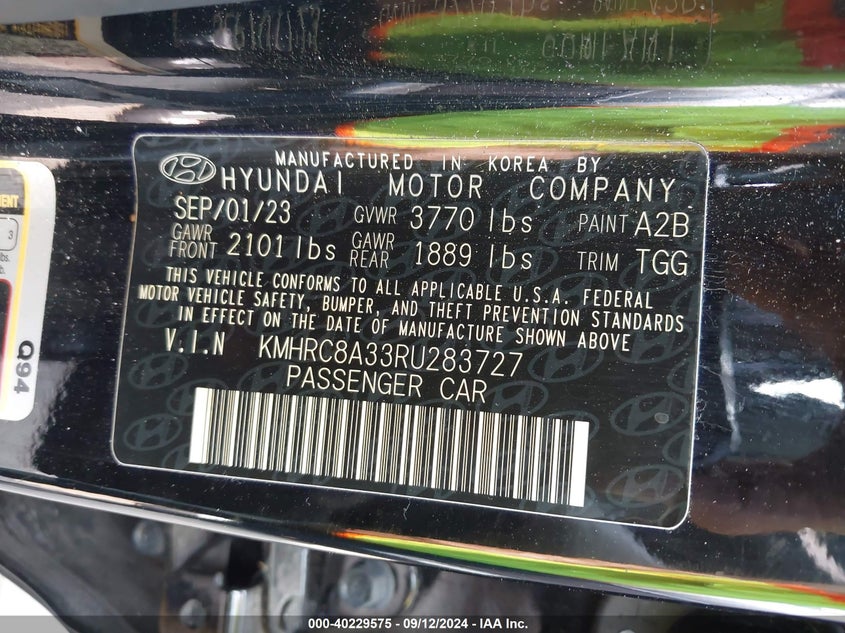 MANUFACTURED IN KOREA BY
HYUNDAI MOTOR COMPANY
SEP/01/23 GVWR 3770 lbs PAINT A2B
GAWR FRONT 2101 lbs GAWR REAR 1889 lbs TRIM TGG
THIS VEHICLE CONFORMS TO ALL APPLICABLE U.S.A. FEDERAL
MOTOR VEHICLE SAFETY, BUMPER, AND THEFT PREVENTION STANDARDS
IN EFFECT ON THE DATE OF MANUFACTURE SHOWN ABOVE
V.I.N KMHRC8A33RU283727
PASSENGER CAR
3
Q94
000-40229575 - 09/12/2024 - IAA Inc.